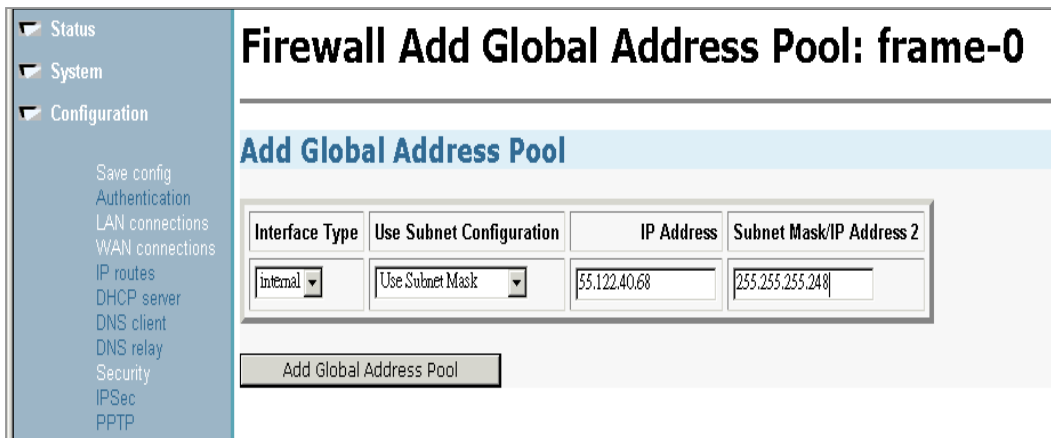 Status
System
Configuration
Save config
Authentication
LAN connections
WAN connections
IP routes
DHCP server
DNS client
DNS relay
Security
IPSec
PPTP
Firewall Add Global Address Pool: frame-0
Add Global Address Pool
Interface Type Use Subnet Configuration IP Address Subnet Mask/IP Address 2
internal Use Subnet Mask 55.122.40.68 255.255.255.248
Add Global Address Pool